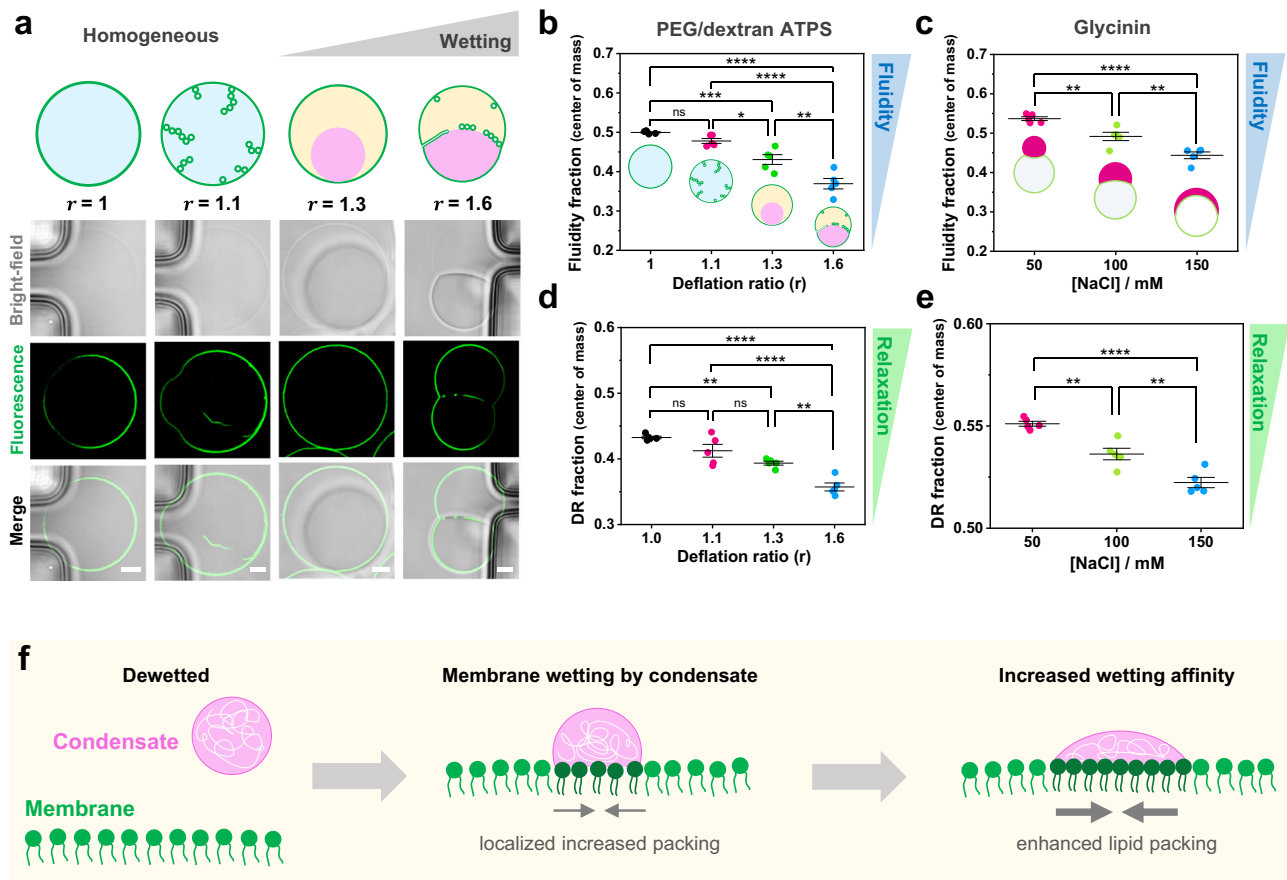 a
Homogeneous
Wetting
r = 1
r = 1.1
r = 1.3
r = 1.6
Bright-field
Fluorescence
Merge
b
PEG/dextran ATPS
Fluidity fraction (center of mass)
0.7
0.6
0.5
0.4
0.3
0.2
****
****
***
ns
*
**
1
1.1
1.3
1.6
Deflation ratio (r)
Fluidity
c
Glycinin
Fluidity fraction (center of mass)
0.7
0.6
0.5
0.4
0.3
0.2
****
**
**
50
100
150
[NaCl] / mM
Fluidity
d
DR fraction (center of mass)
0.6
0.5
0.4
0.3
****
****
**
ns
ns
**
1.0
1.1
1.3
1.6
Deflation ratio (r)
Relaxation
e
DR fraction (center of mass)
0.60
0.55
0.50
****
**
**
50
100
150
[NaCl] / mM
Relaxation
f
Dewetted
Condensate
Membrane
Membrane wetting by condensate
localized increased packing
Increased wetting affinity
enhanced lipid packing